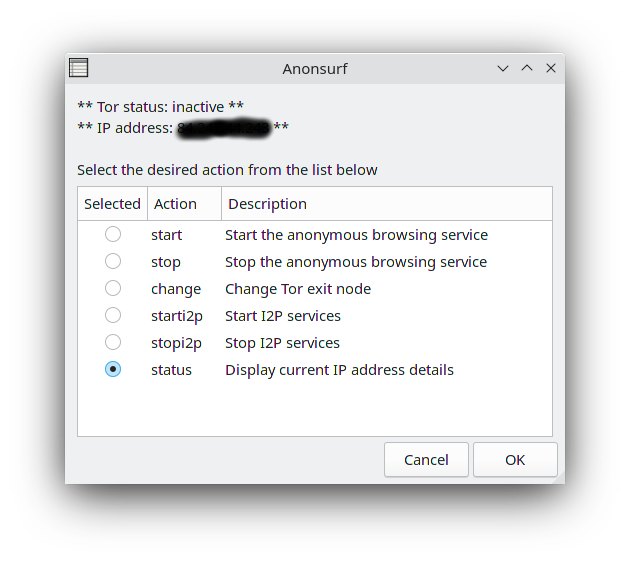 Anonsurf
** Tor status: inactive **
** IP address: **
Select the desired action from the list below
Selected Action Description
start Start the anonymous browsing service
stop Stop the anonymous browsing service
change Change Tor exit node
starti2p Start I2P services
stopi2p Stop I2P services
status Display current IP address details
Cancel OK